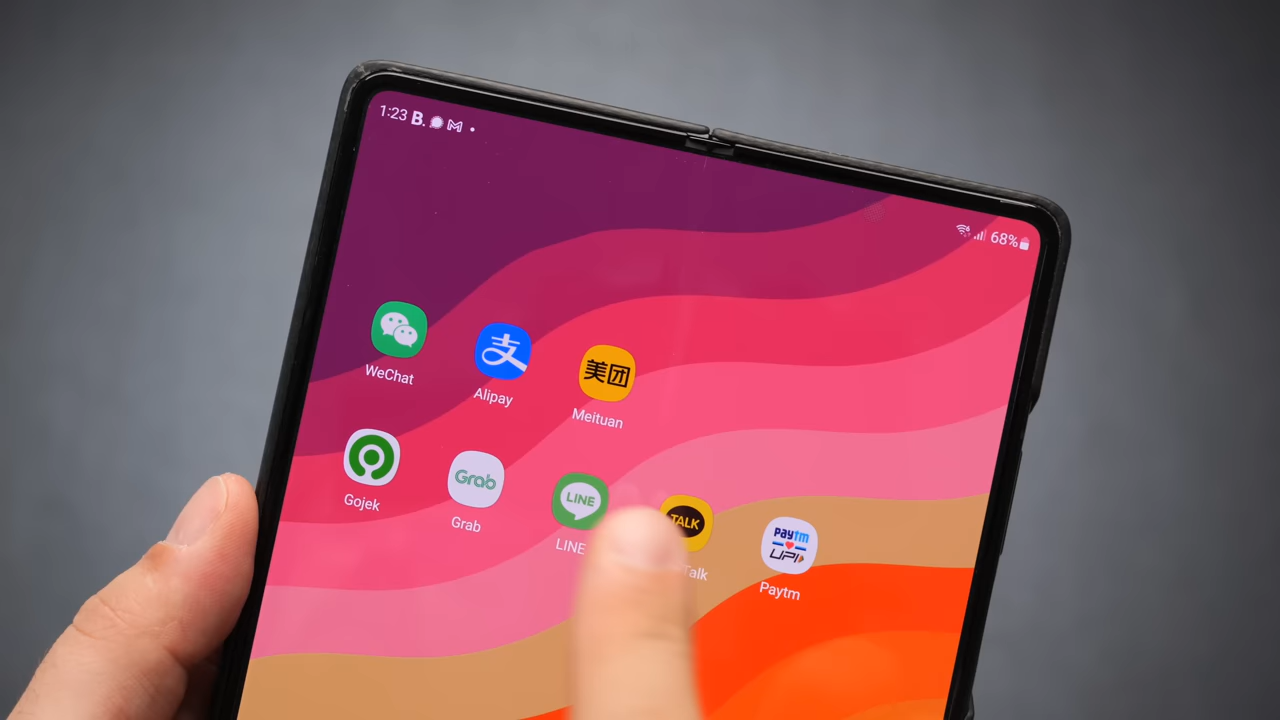 1:23 B.
68%
WeChat
支
Alipay
美团
Meituan
Gojek
Grab
Grab
LINE
LINE
TALK
Talk
Paytm
UPI
Paytm